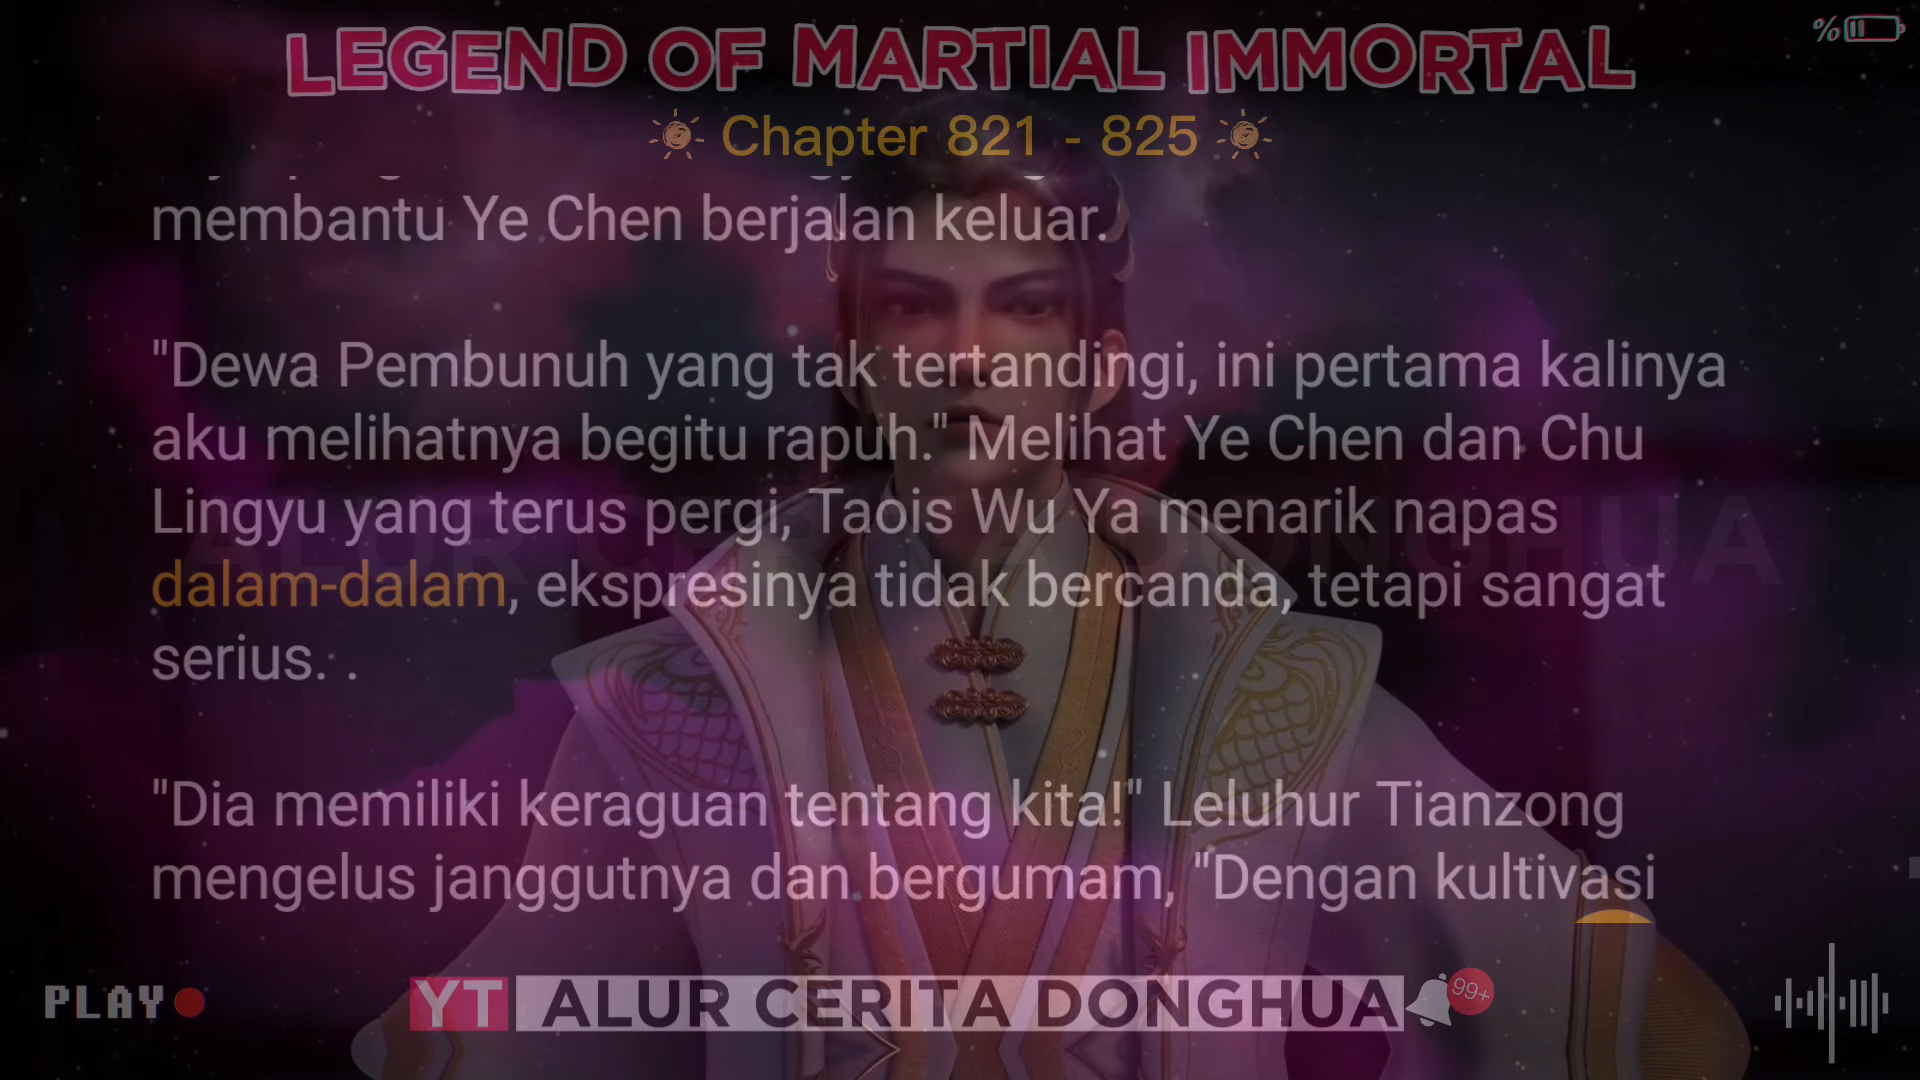 LEGEND OF MARTIAL IMMORTAL
%
Chapter 821 - 825
membantu Ye Chen berjalan keluar.
"Dewa Pembunuh yang tak tertandingi, ini pertama kalinya
aku melihatnya begitu rapuh." Melihat Ye Chen dan Chu
Lingyu yang terus pergi, Taois Wu Ya menarik napas
dalam-dalam, ekspresinya tidak bercanda, tetapi sangat
serius. .
"Dia memiliki keraguan tentang kita!" Leluhur Tianzong
mengelus janggutnya dan bergumam, "Dengan kultivasi
ALUR CERITA DONGHUA
PLAY
YT ALUR CERITA DONGHUA
99+